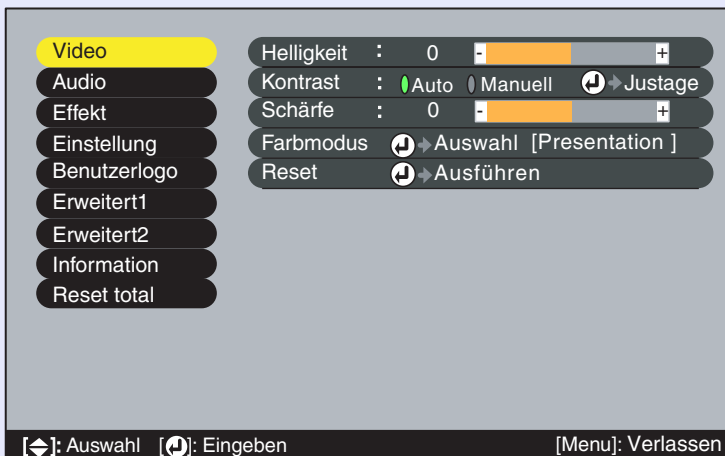 Video
Audio
Effekt
Einstellung
Benutzerlogo
Erweitert1
Erweitert2
Information
Reset total
Helligkeit : 0 - +
Kontrast : Auto Manuell Justage
Schärfe : 0 - +
Farbmodus Auswahl [Presentation ]
Reset Ausführen
[ ]: Auswahl [ ]: Eingeben [Menu]: Verlassen